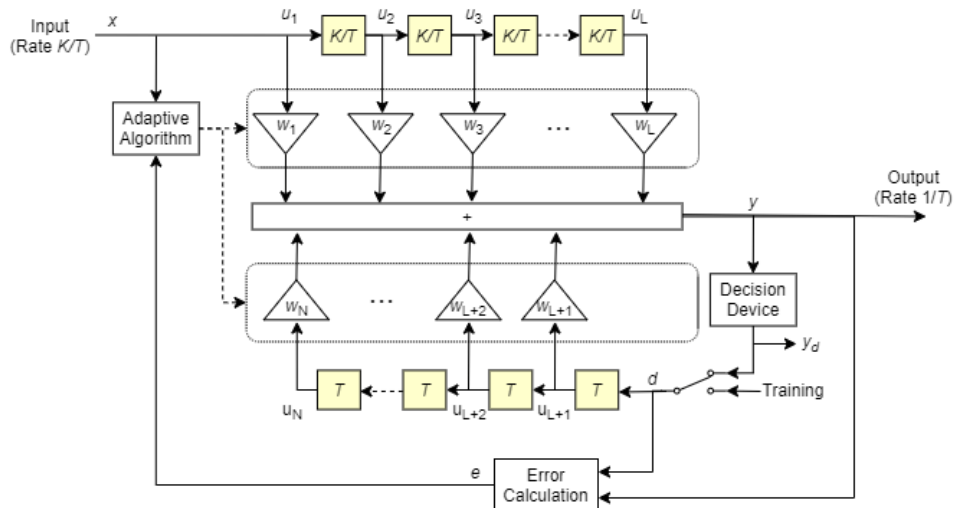 Input
(Rate K/T)
x
u1
u2
u3
uL
K/T
K/T
K/T
K/T
Adaptive
Algorithm
w1
w2
w3
...
wL
Output
(Rate 1/T)
+
y
wN
...
wL+2
wL+1
Decision
Device
yd
T
T
T
T
d
Training
uN
uL+2
uL+1
e
Error
Calculation